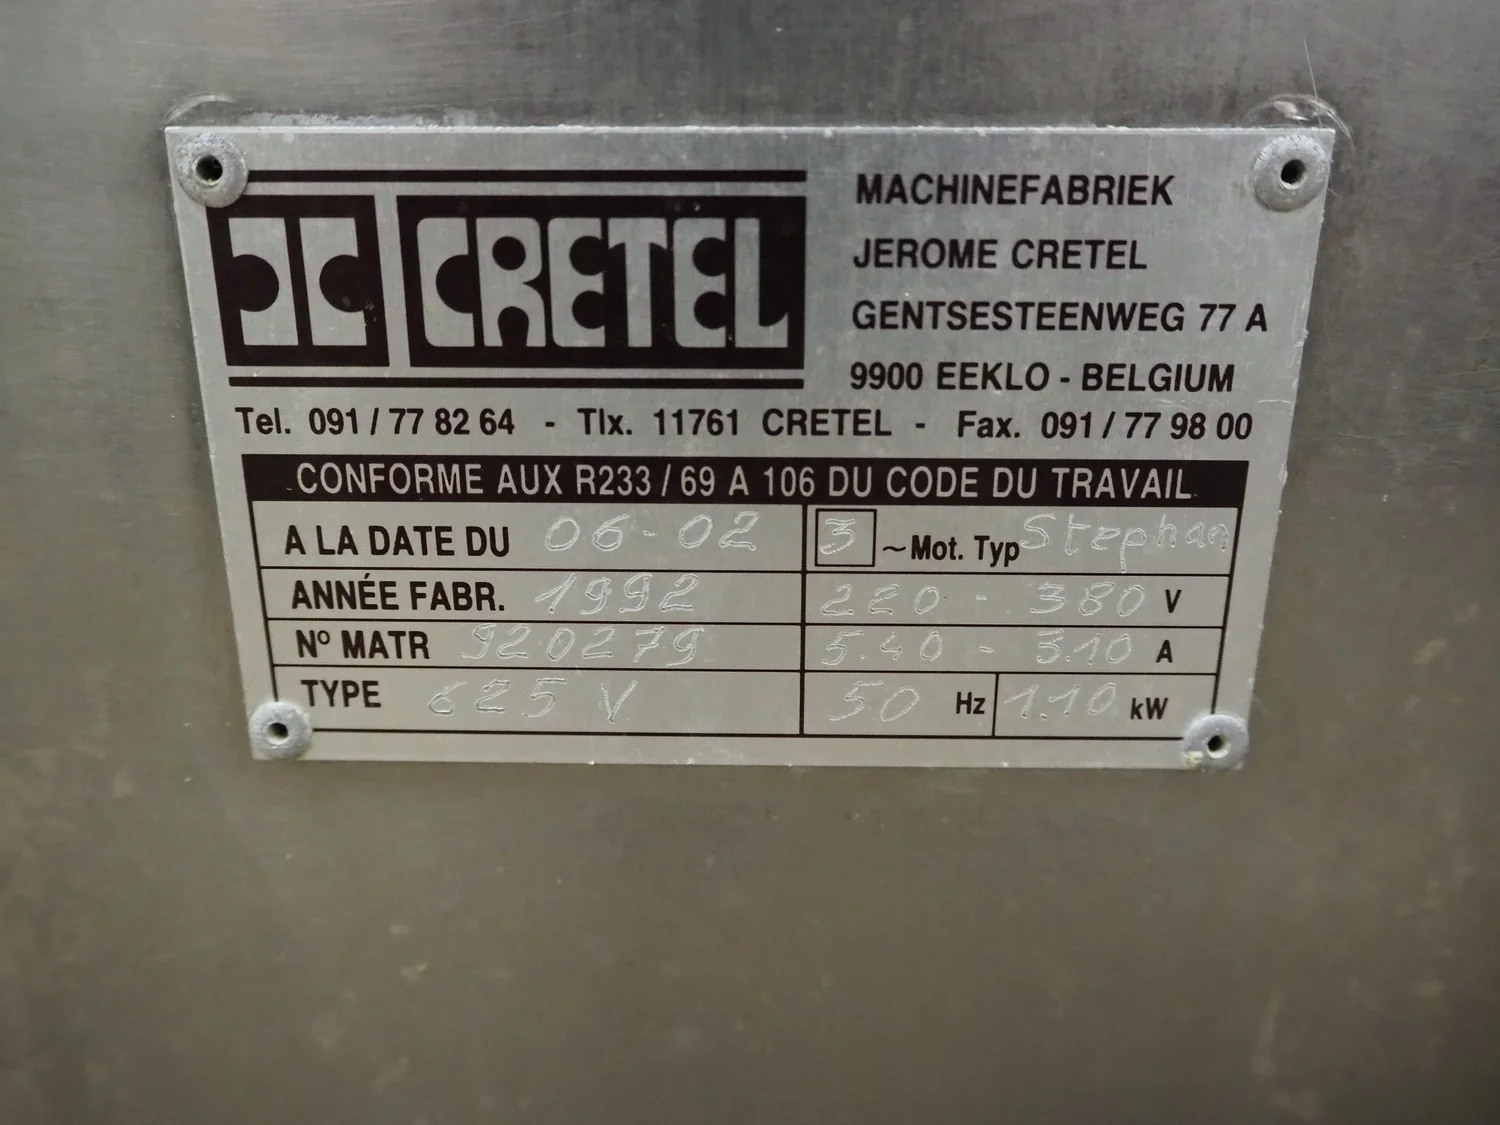 JC CRETEL
MACHINEFABRIEK
JEROME CRETEL
GENTSESTEENWEG 77 A
9900 EEKLO - BELGIUM
Tel. 091 / 77 82 64 - Tlx. 11761 CRETEL - Fax. 091 / 77 98 00
CONFORME AUX R233 / 69 A 106 DU CODE DU TRAVAIL
A LA DATE DU 06-02
3 ~ Mot. Typ Stephan
ANNÉE FABR. 1992
220 - 380 V
Nº MATR 920279
5.40 - 3.10 A
TYPE 625 V
50 Hz 1.10 kW